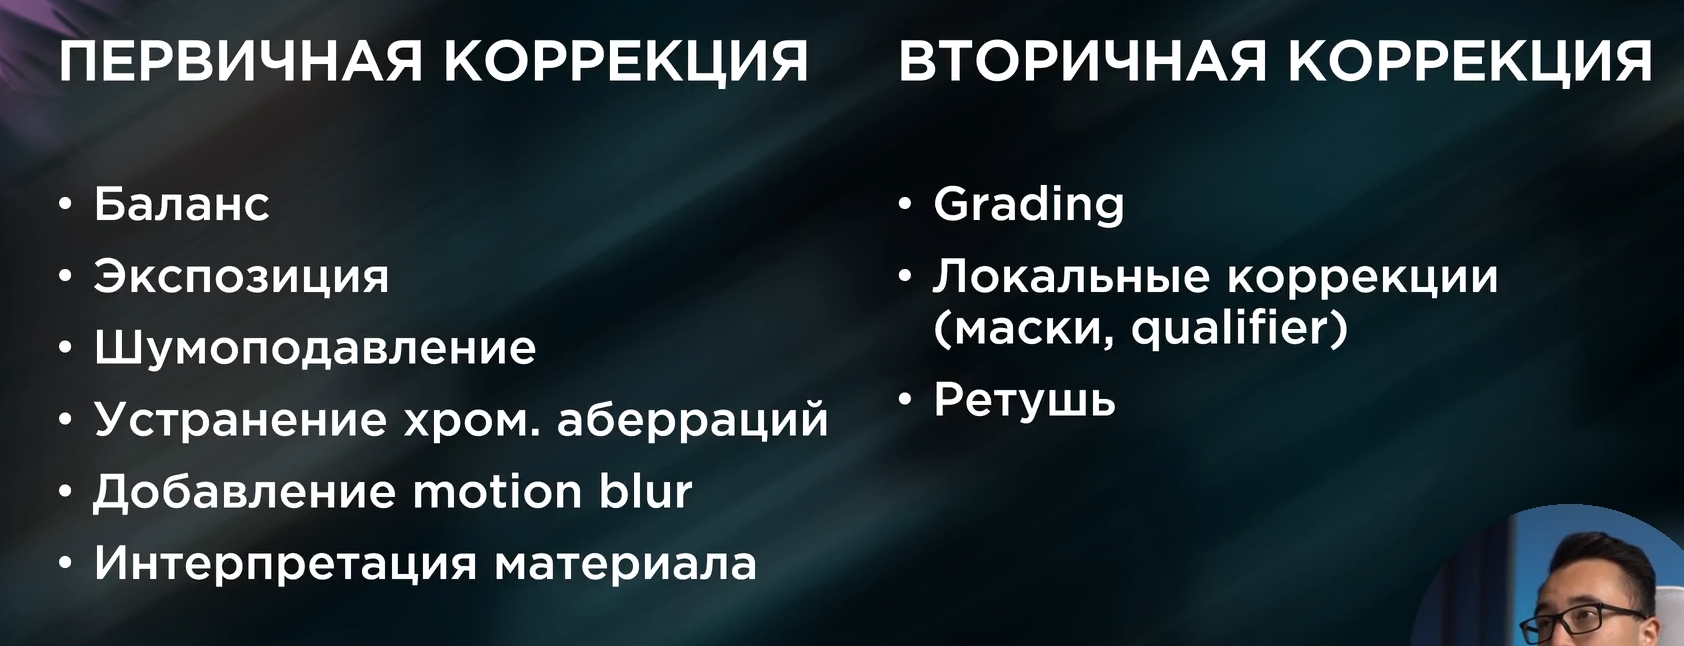 ПЕРВИЧНАЯ КОРРЕКЦИЯ
• Баланс
• Экспозиция
• Шумоподавление
• Устранение хром. аберраций
• Добавление motion blur
• Интерпретация материала
ВТОРИЧНАЯ КОРРЕКЦИЯ
• Grading
• Локальные коррекции
(маски, qualifier)
• Ретушь